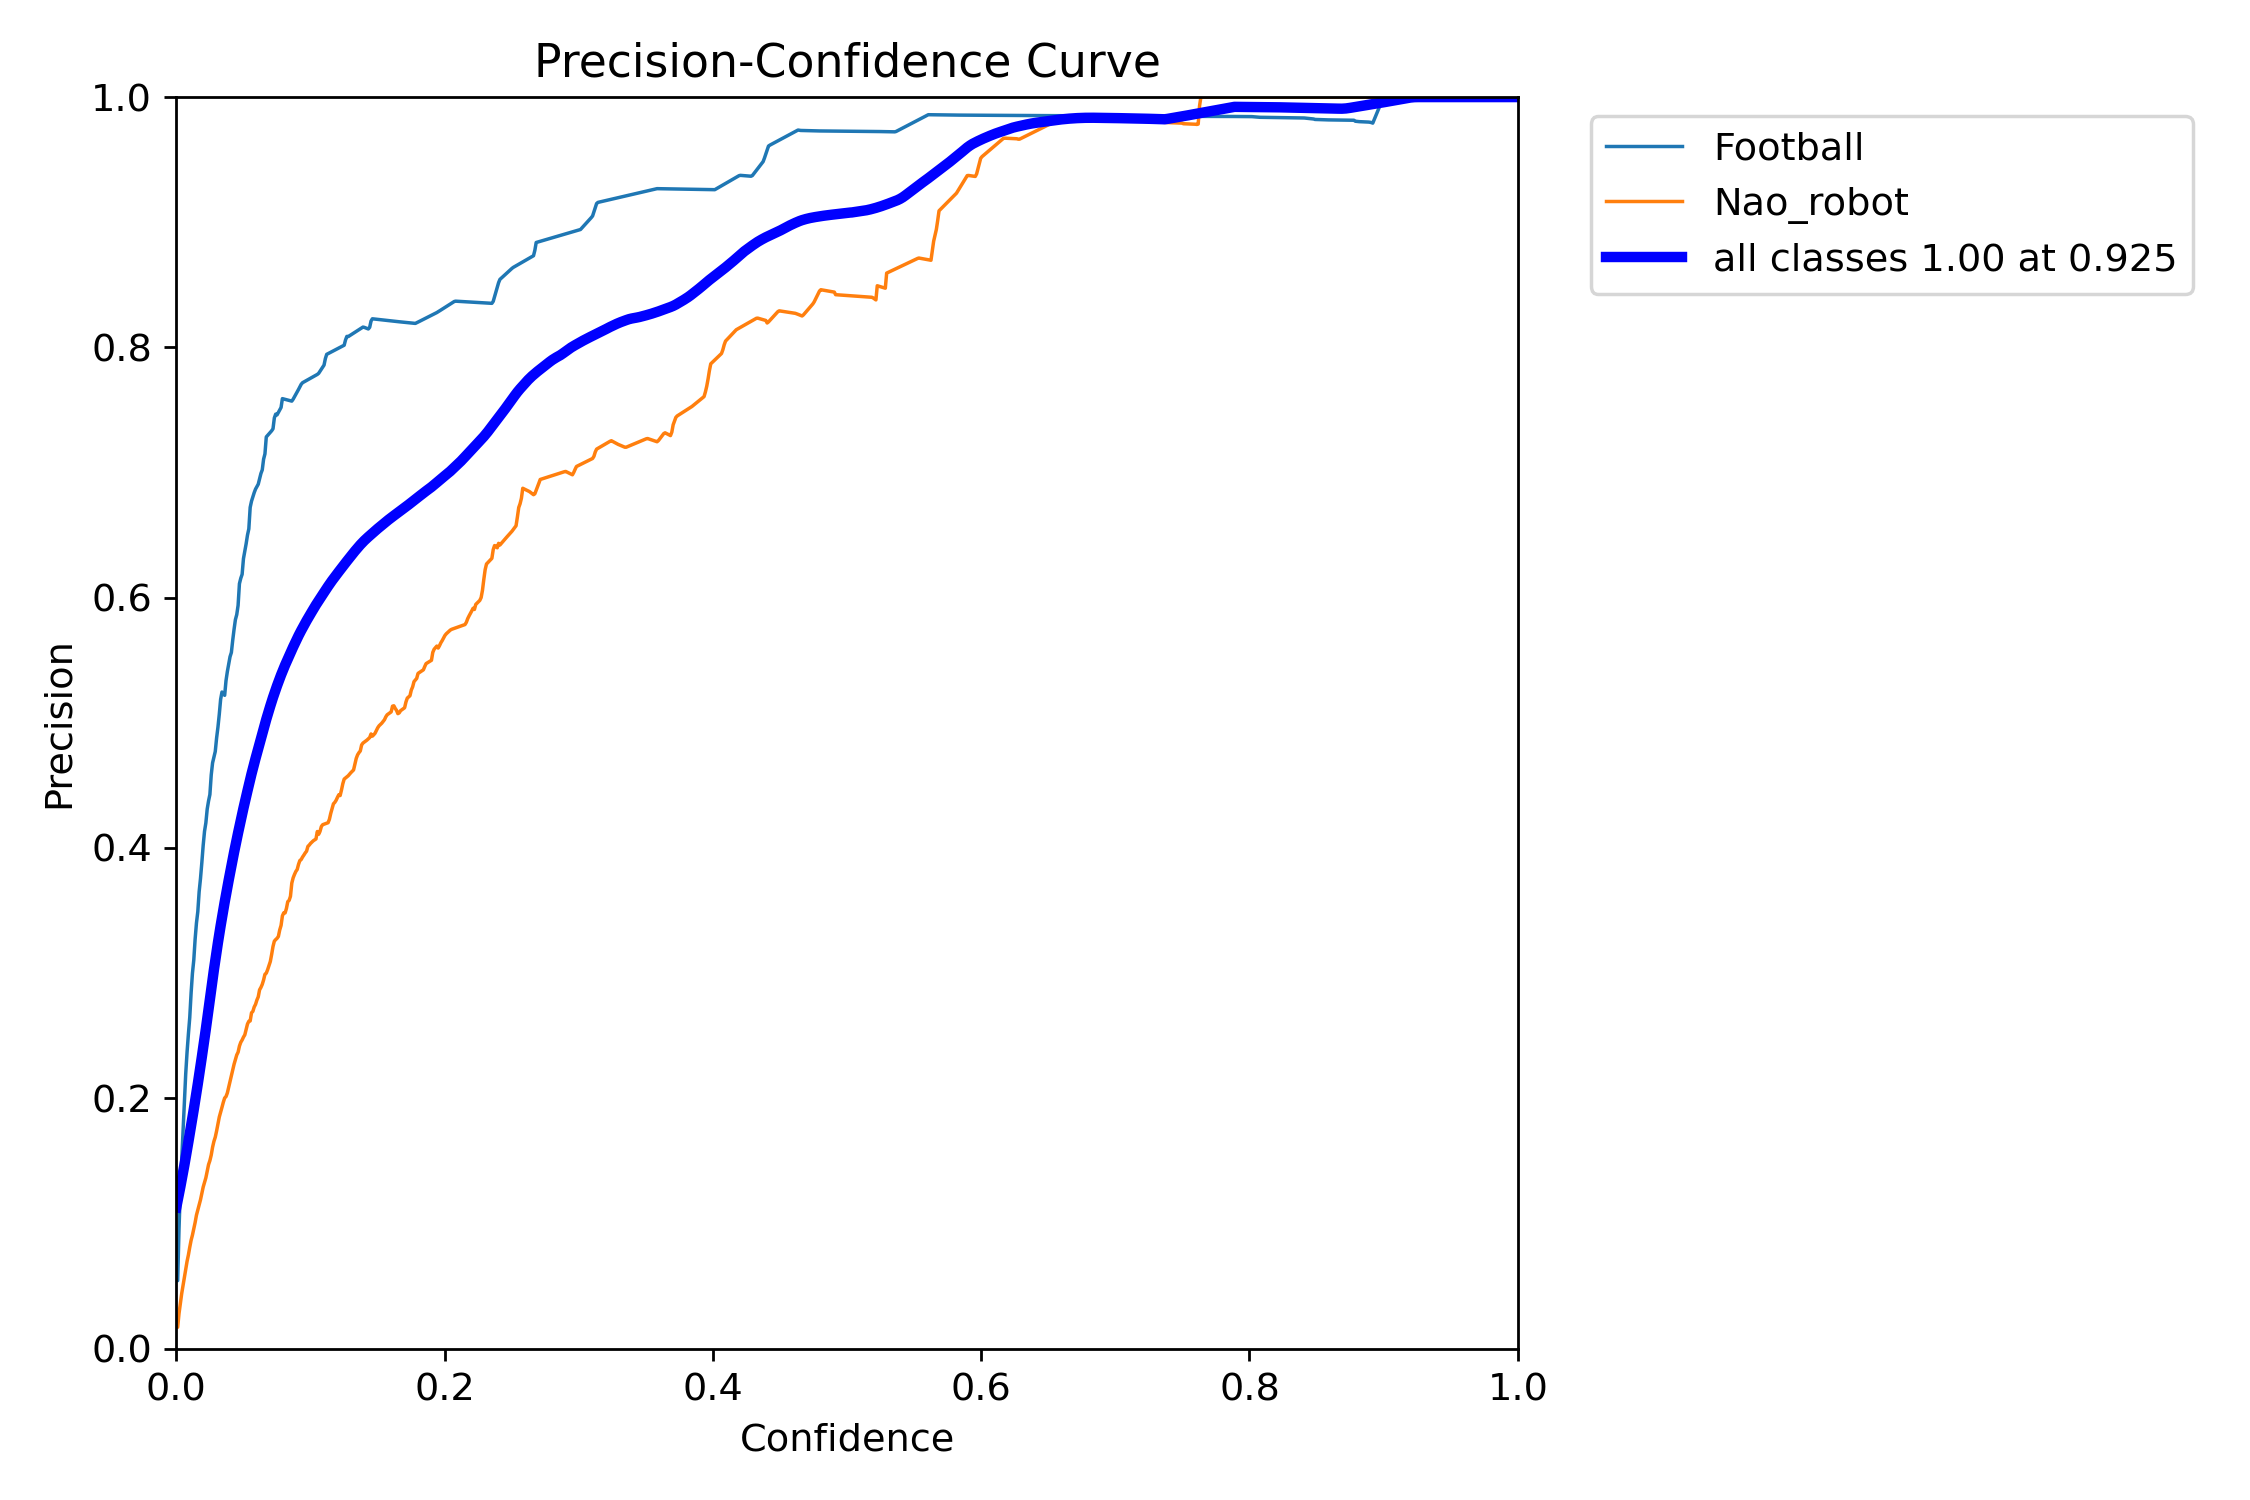 Precision-Confidence Curve
1.0
0.8
0.6
0.4
0.2
0.0
Precision
0.0 0.2 0.4 0.6 0.8 1.0
Confidence
Football
Nao_robot
all classes 1.00 at 0.925